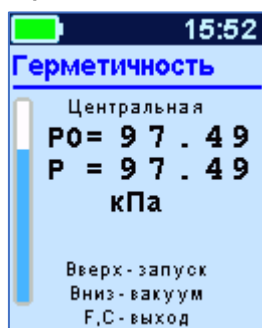 15:52
Герметичность
Центральная
P0= 97.49
P = 97.49
кПа
Вверх-запуск
Вниз-вакуум
F,C-выход